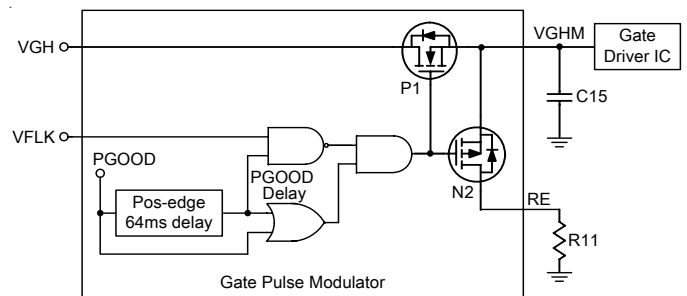 VGH
VGHM
Gate
Driver IC
P1
C15
VFLK
PGOOD
PGOOD
Delay
N2
Pos-edge
64ms delay
RE
R11
Gate Pulse Modulator